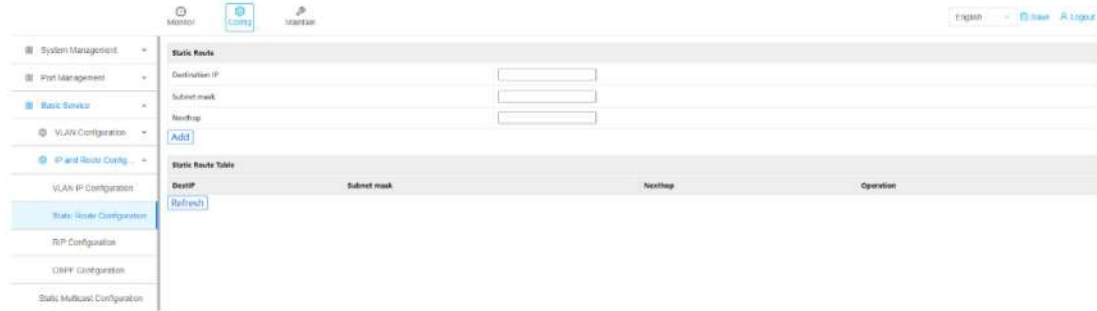 Monitor Config Maintain
English Save Logout
System Management
Port Management
Basic Service
VLAN Configuration
IP and Route Config...
VLAN IP Configuration
Static Route Configuration
RIP Configuration
OSPF Configuration
Static Multicast Configuration
Static Route
Destination IP
Subnet mask
Nexthop
Add
Static Route Table
DestIP Subnet mask Nexthop Operation
Refresh